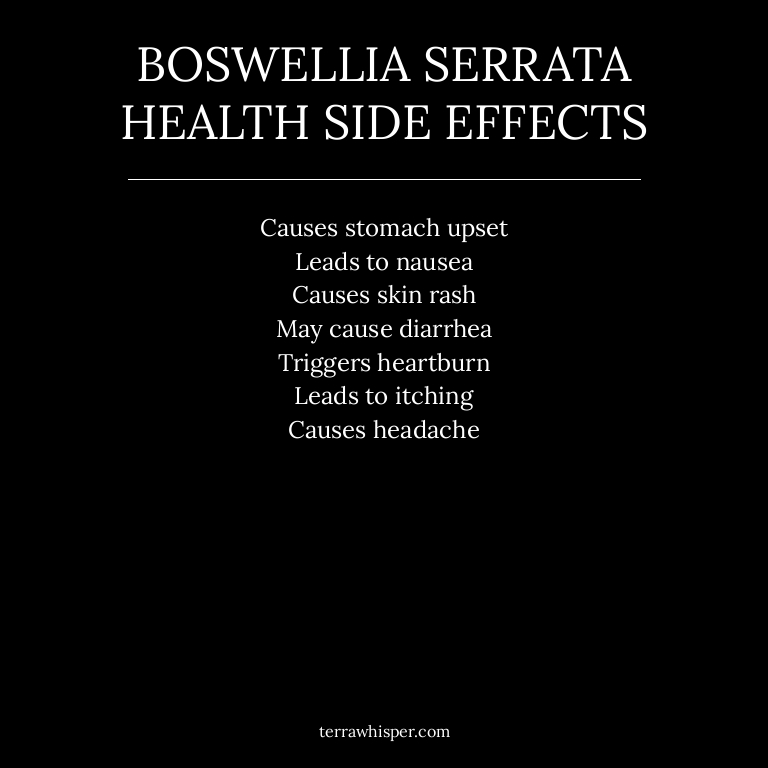 BOSWELLIA SERRATA
HEALTH SIDE EFFECTS
Causes stomach upset
Leads to nausea
Causes skin rash
May cause diarrhea
Triggers heartburn
Leads to itching
Causes headache
terrawhisper.com